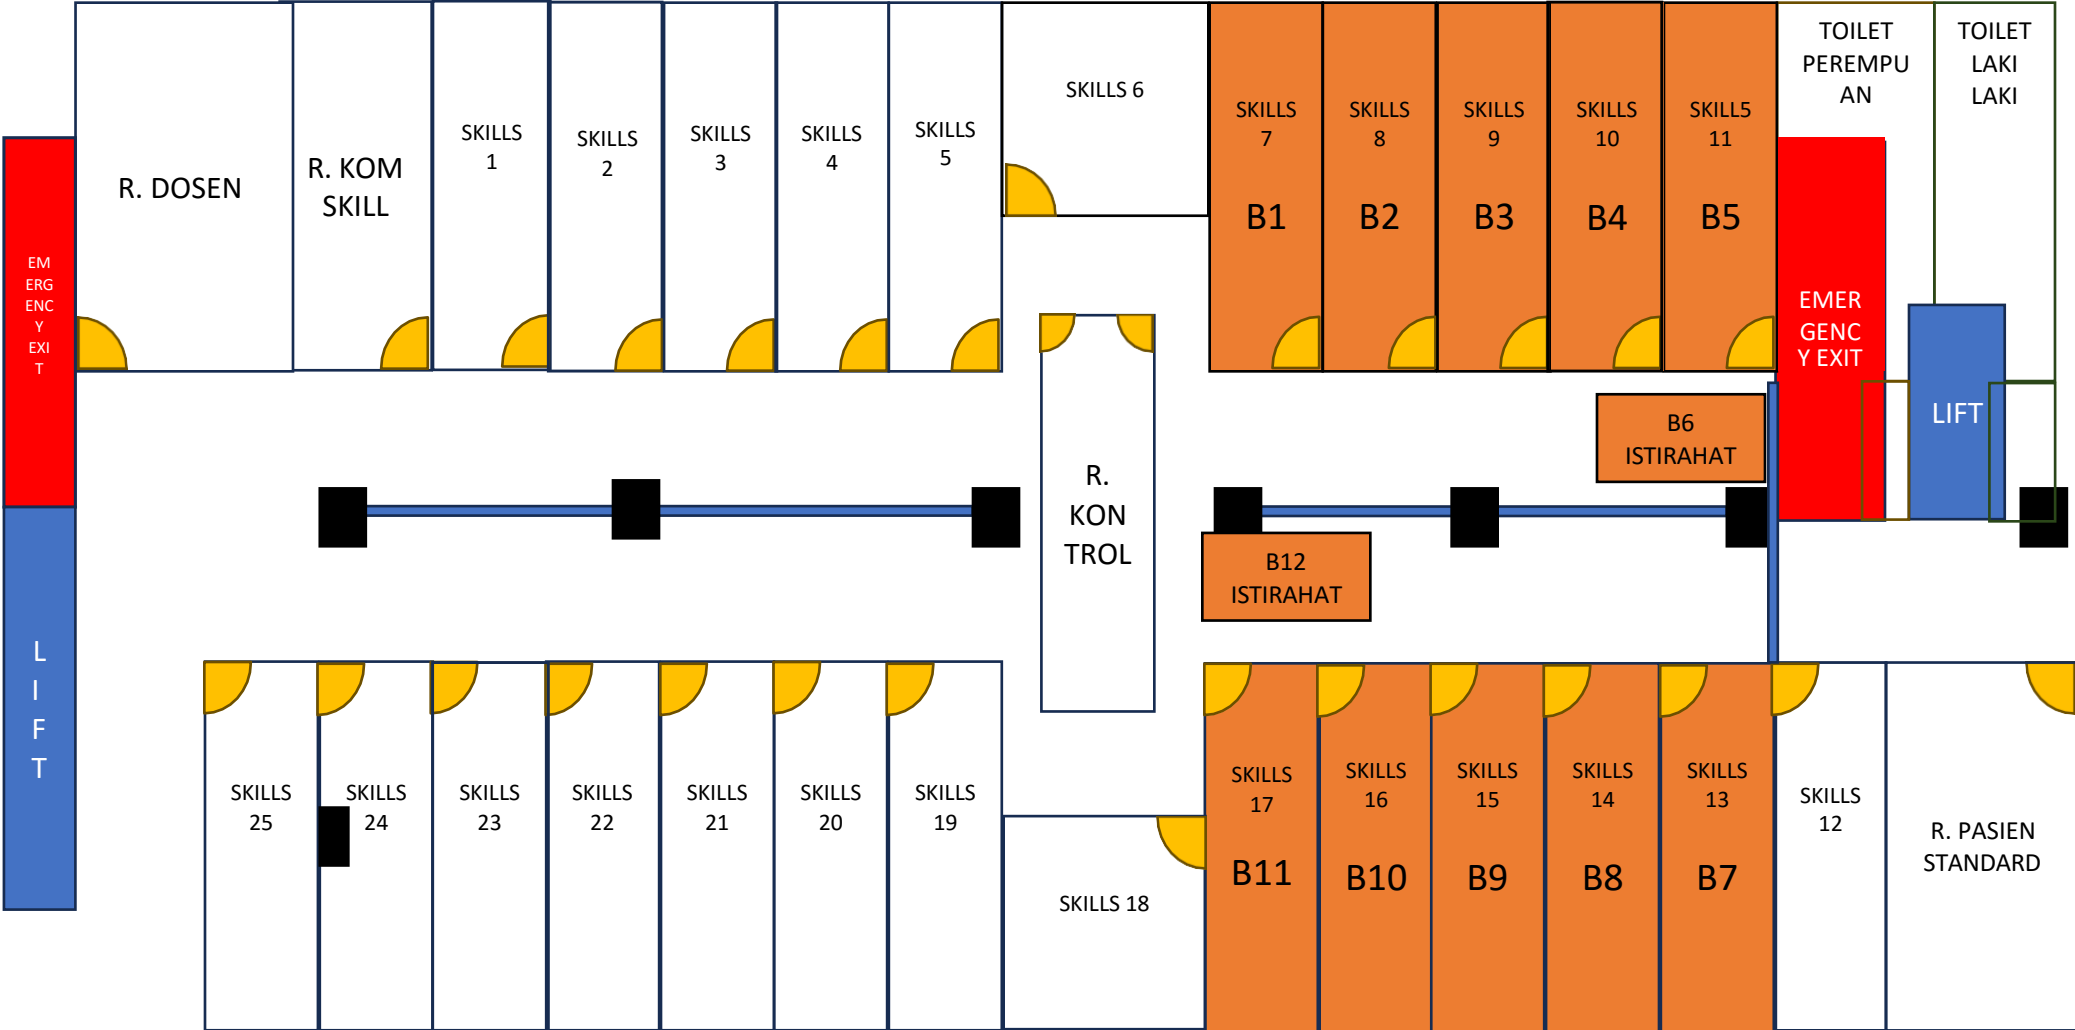 R. DOSEN
R. KOM
SKILL
SKILLS
1
SKILLS
2
SKILLS
3
SKILLS
4
SKILLS
5
SKILLS 6
SKILLS
7
B1
SKILLS
8
B2
SKILLS
9
B3
SKILLS
10
B4
SKILL5
11
B5
TOILET
PEREMPU
AN
TOILET
LAKI
LAKI
EM
ERG
ENC
Y
EXI
T
EMER
GENC
Y EXIT
LIFT
B6
ISTIRAHAT
R.
KON
TROL
B12
ISTIRAHAT
L
I
F
T
SKILLS
25
SKILLS
24
SKILLS
23
SKILLS
22
SKILLS
21
SKILLS
20
SKILLS
19
SKILLS 18
SKILLS
17
B11
SKILLS
16
B10
SKILLS
15
B9
SKILLS
14
B8
SKILLS
13
B7
SKILLS
12
R. PASIEN
STANDARD